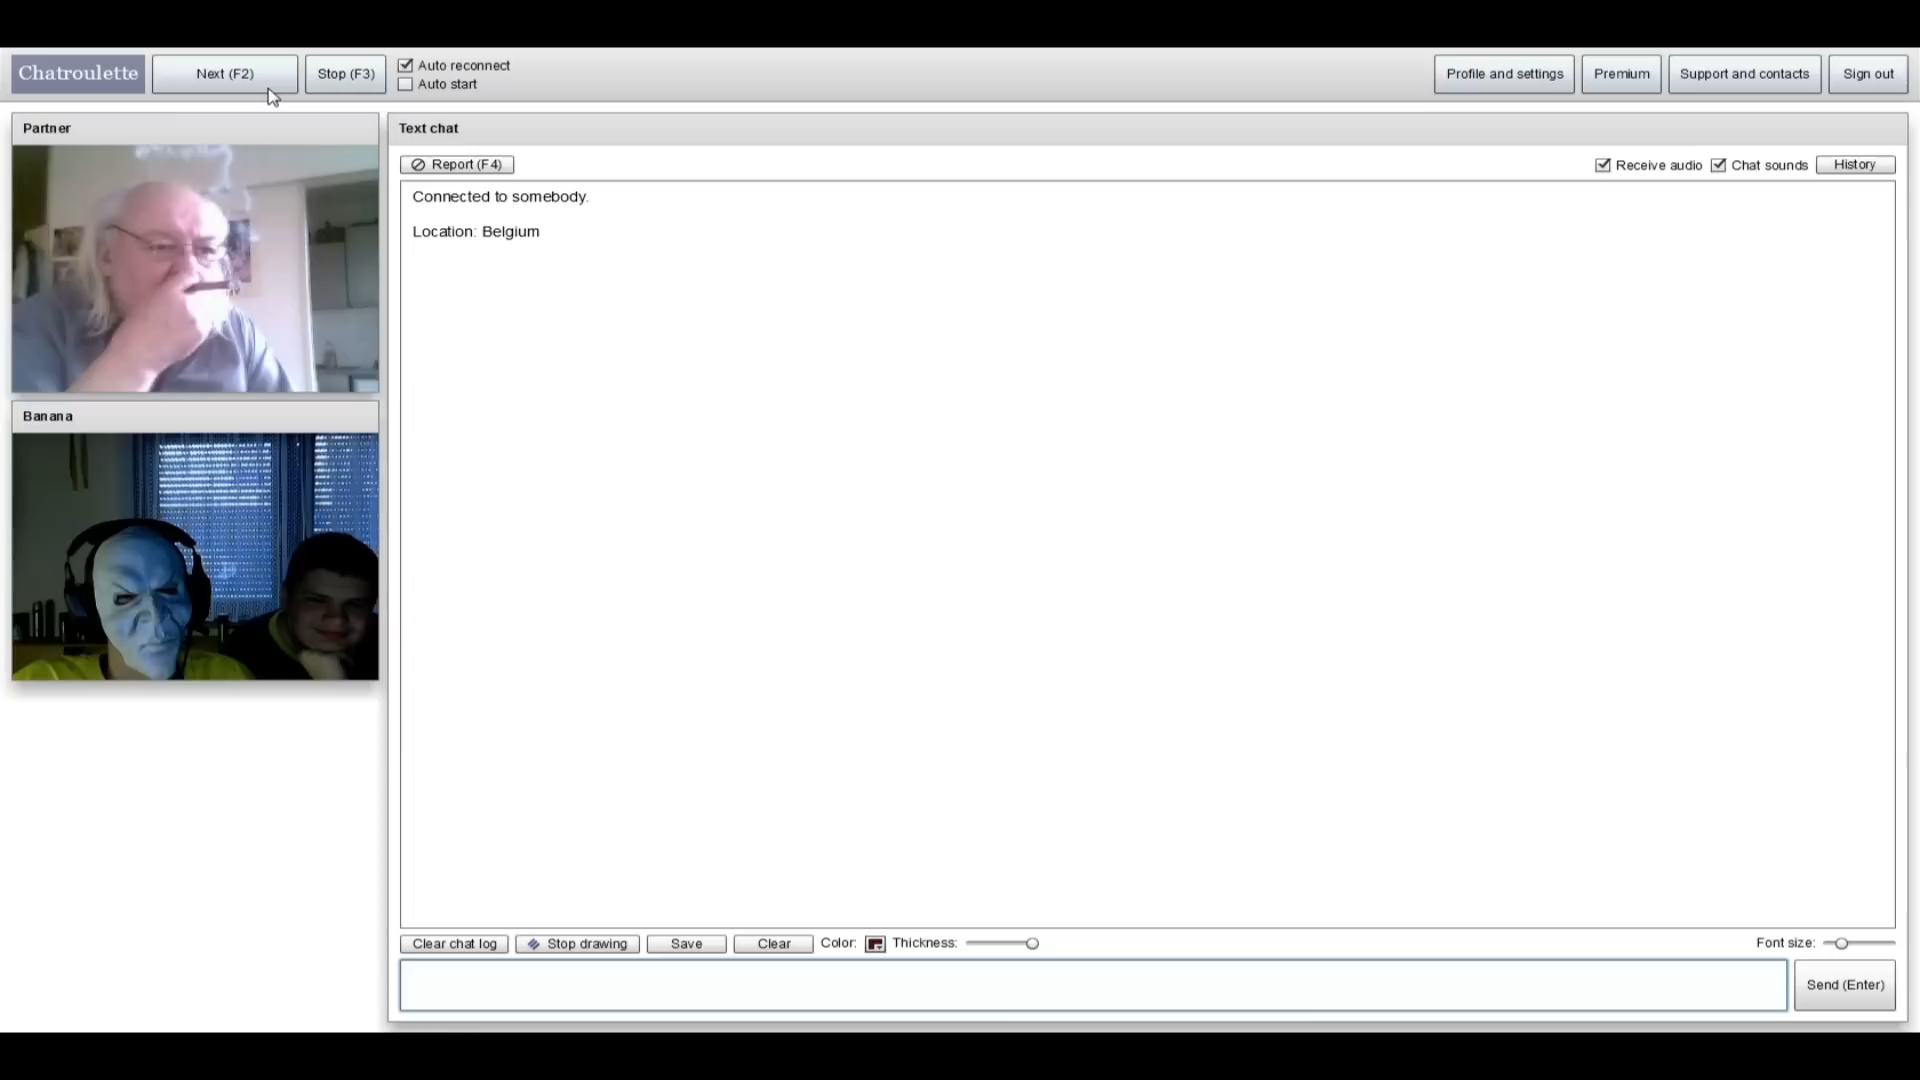 Chatroulette
Next (F2)
Stop (F3)
Auto reconnect
Auto start
Profile and settings
Premium
Support and contacts
Sign out
Partner
Text chat
Report (F4)
Receive audio
Chat sounds
History
Connected to somebody.
Location: Belgium
Banana
Clear chat log
Stop drawing
Save
Clear
Color:
Thickness:
Font size:
Send (Enter)